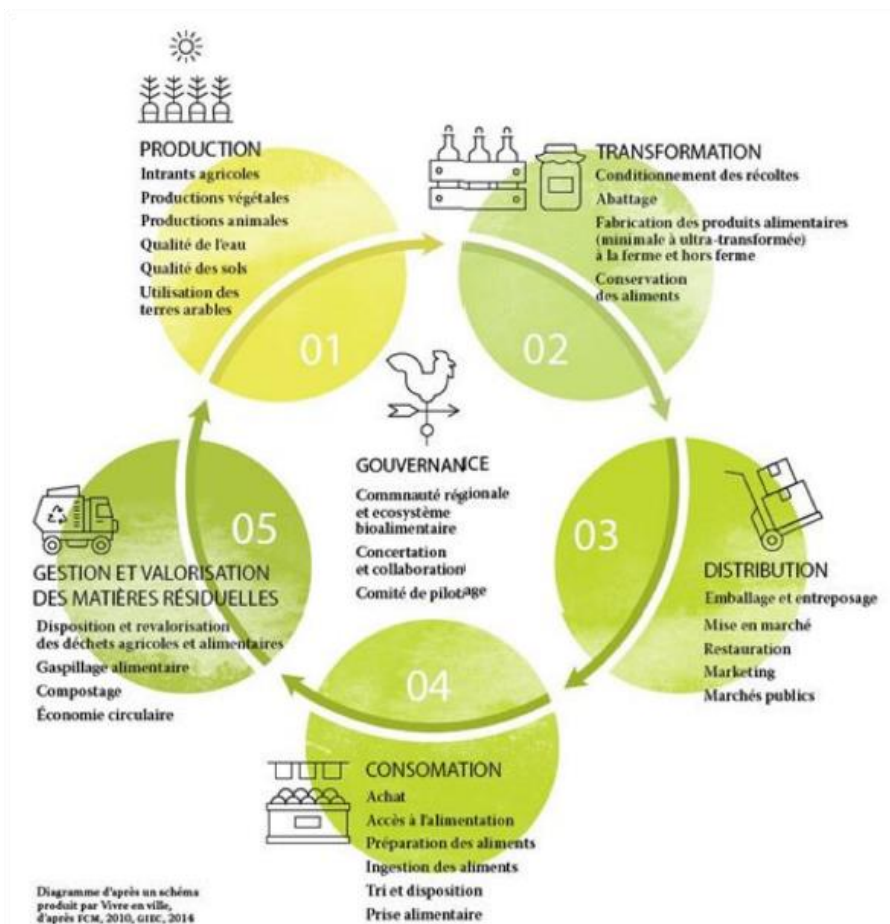 PRODUCTION
Intrants agricoles
Productions végétales
Productions animales
Qualité de l'eau
Qualité des sols
Utilisation des
terres arables
01
TRANSFORMATION
Conditionnement des récoltes
Abattage
Fabrication des produits alimentaires
(minimale à ultra-transformée)
à la ferme et hors ferme
Conservation
des aliments
02
GOUVERNANCE
Commnauté régionale
et ecosystème
bioalimentaire
Concertation
et collaboration
Comité de pilotage
03
DISTRIBUTION
Emballage et entreposage
Mise en marché
Restauration
Marketing
Marchés publics
04
CONSOMATION
Achat
Accès à l'alimentation
Préparation des aliments
Ingestion des aliments
Tri et disposition
Prise alimentaire
05
GESTION ET VALORISATION
DES MATIÈRES RÉSIDUELLES
Disposition et revalorisation
des déchets agricoles et alimentaires
Gaspillage alimentaire
Compostage
Économie circulaire
Diagramme d'après un schéma
produit par Vivre en ville,
d'après FCM, 2010, GIEC, 2014